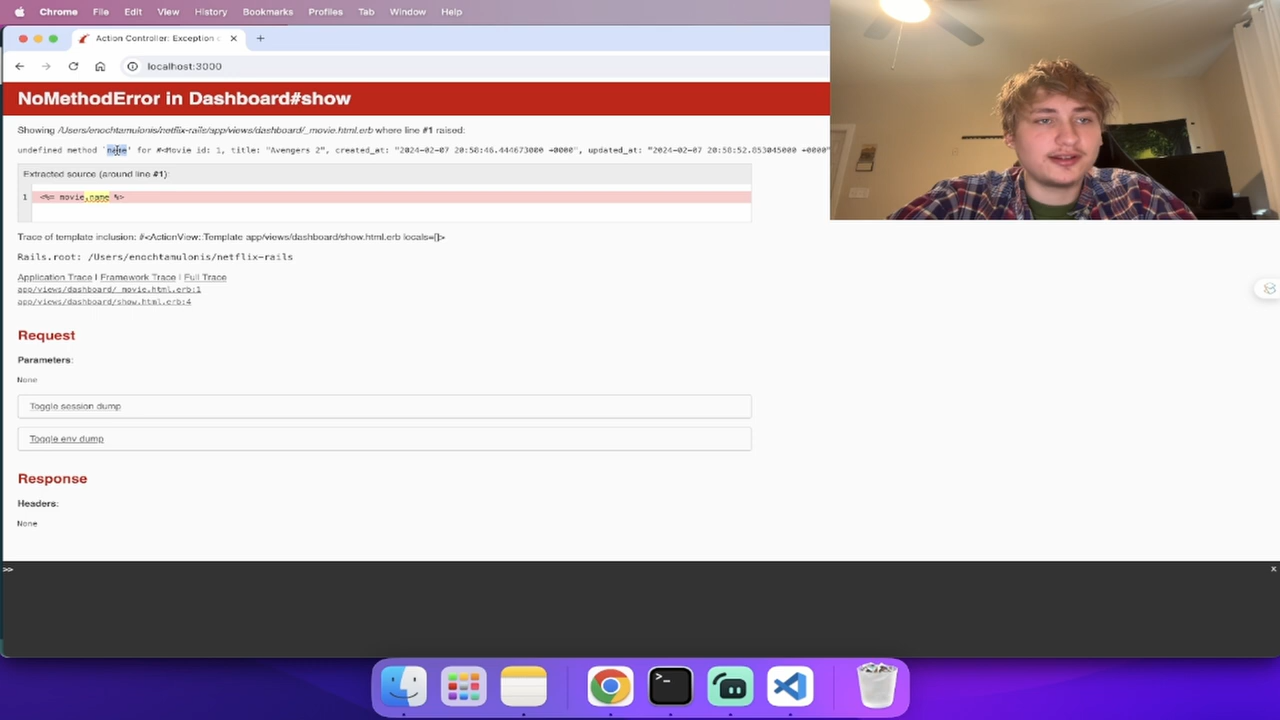 Chrome File Edit View History Bookmarks Profiles Tab Window Help
Action Controller: Exception
localhost:3000
NoMethodError in Dashboard#show
Showing /Users/enochtamulonis/netflix-rails/app/views/dashboard/_movie.html.erb where line #1 raised:
undefined method `name' for #<Movie id: 1, title: "Avengers 2", created_at: "2024-02-07 20:58:46.444673000 +0000", updated_at: "2024-02-07 20:58:52.853045000 +0000"
Extracted source (around line #1):
1 <%= movie.name %>
Trace of template inclusion: #<ActionView::Template app/views/dashboard/show.html.erb locals=[]>
Rails.root: /Users/enochtamulonis/netflix-rails
Application Trace | Framework Trace | Full Trace
app/views/dashboard/_movie.html.erb:1
app/views/dashboard/show.html.erb:4
Request
Parameters:
None
Toggle session dump
Toggle env dump
Response
Headers:
None
>> x